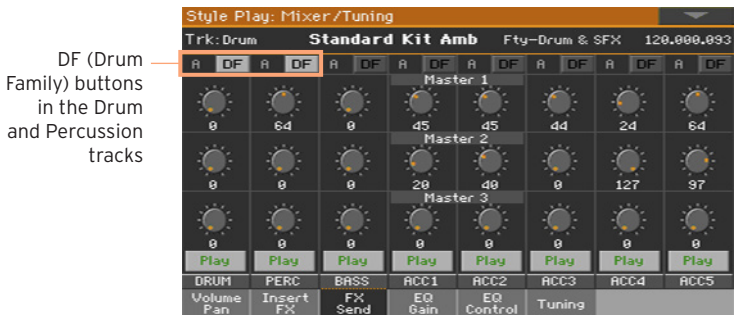 Style Play: Mixer/Tuning
Trk:Drum Standard Kit Amb Fty-Drum & SFX 120.000.093
DF (Drum
Family) buttons
in the Drum
and Percussion
tracks
A DF A DF A DF A DF A DF A DF A DF A DF
Master 1
0 64 0 45 45 44 24 64
Master 2
0 0 0 20 40 0 127 97
Master 3
0 0 0 0 0 0 0 0
Play Play Play Play Play Play Play Play
DRUM PERC BASS ACC1 ACC2 ACC3 ACC4 ACC5
Volume Pan Insert FX FX Send EQ Gain EQ Control Tuning